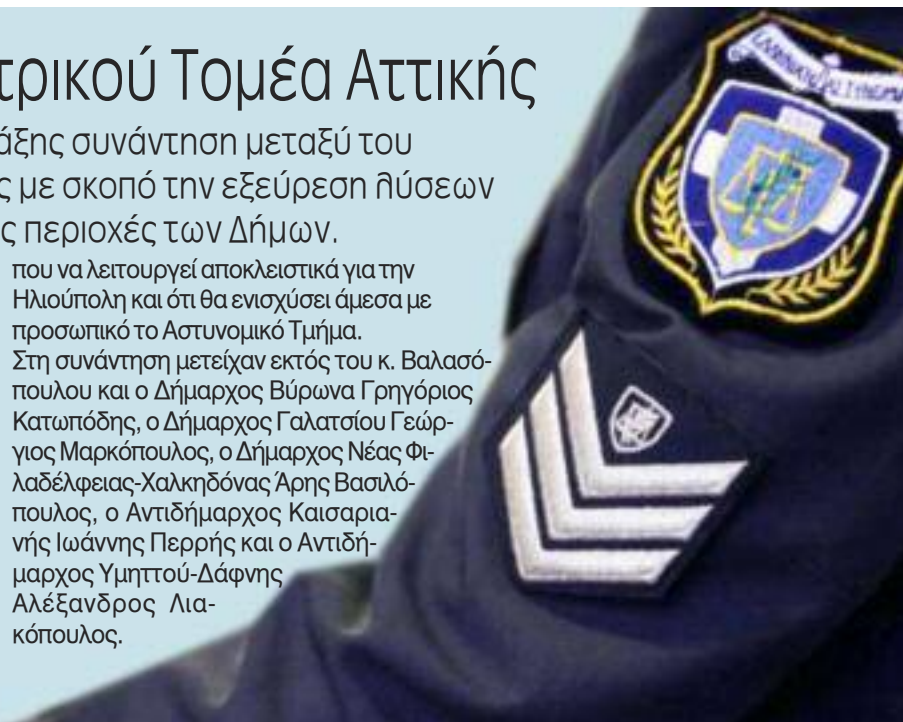 τρικού Τομέα Αττικής
άξης συνάντηση μεταξύ του
ς με σκοπό την εξεύρεση λύσεων
ς περιοχές των Δήμων.
που να λειτουργεί αποκλειστικά για την
Ηλιούπολη και ότι θα ενισχύσει άμεσα με
προσωπικό το Αστυνομικό Τμήμα.
Στη συνάντηση μετείχαν εκτός του κ. Βαλασό-
πουλου και ο Δήμαρχος Βύρωνα Γρηγόριος
Κατωπόδης, ο Δήμαρχος Γαλατσίου Γεώρ-
γιος Μαρκόπουλος, ο Δήμαρχος Νέας Φι-
λαδέλφειας-Χαλκηδόνας Άρης Βασιλό-
πουλος, ο Αντιδήμαρχος Καισαρια-
νής Ιωάννης Περρής και ο Αντιδή-
μαρχος Υμηττού-Δάφνης
Αλέξανδρος Λια-
κόπουλος.